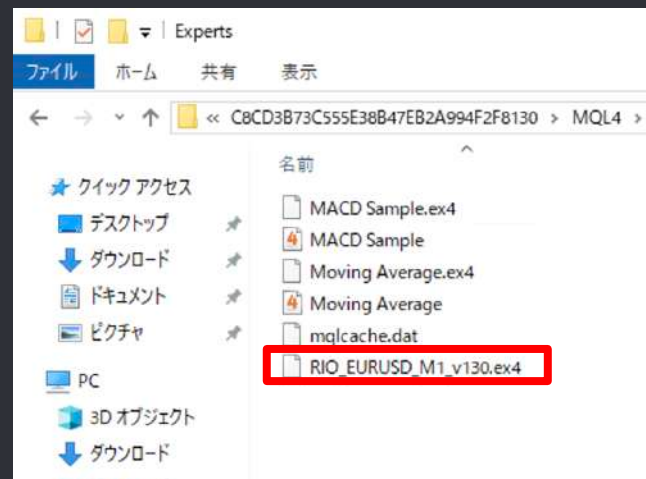 Experts
ファイル ホーム 共有 表示
« C8CD3B73C555E38B47EB2A994F2F8130 > MQL4 >
名前
クイック アクセス
デスクトップ
ダウンロード
ドキュメント
ピクチャ
PC
3D オブジェクト
ダウンロード
MACD Sample.ex4
MACD Sample
Moving Average.ex4
Moving Average
mqlcache.dat
RIO_EURUSD_M1_v130.ex4